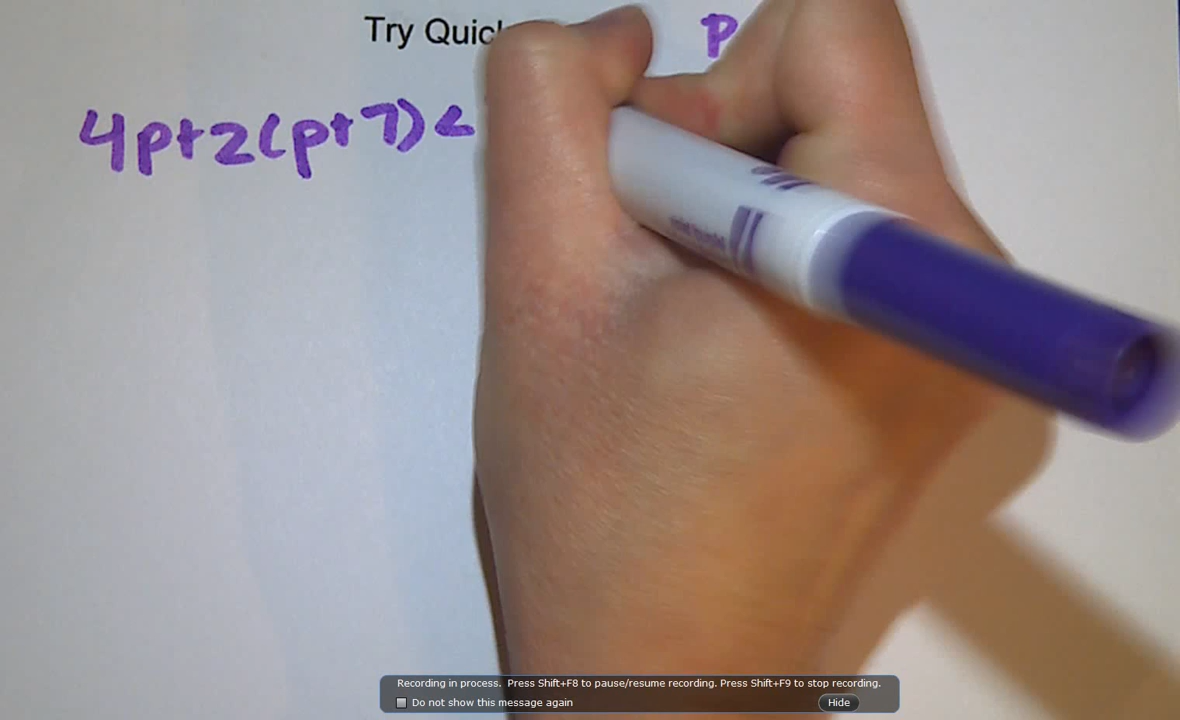 Try Quick
P
4p+2(p+7)<
Recording in process. Press Shift+F8 to pause/resume recording. Press Shift+F9 to stop recording.
Do not show this message again
Hide